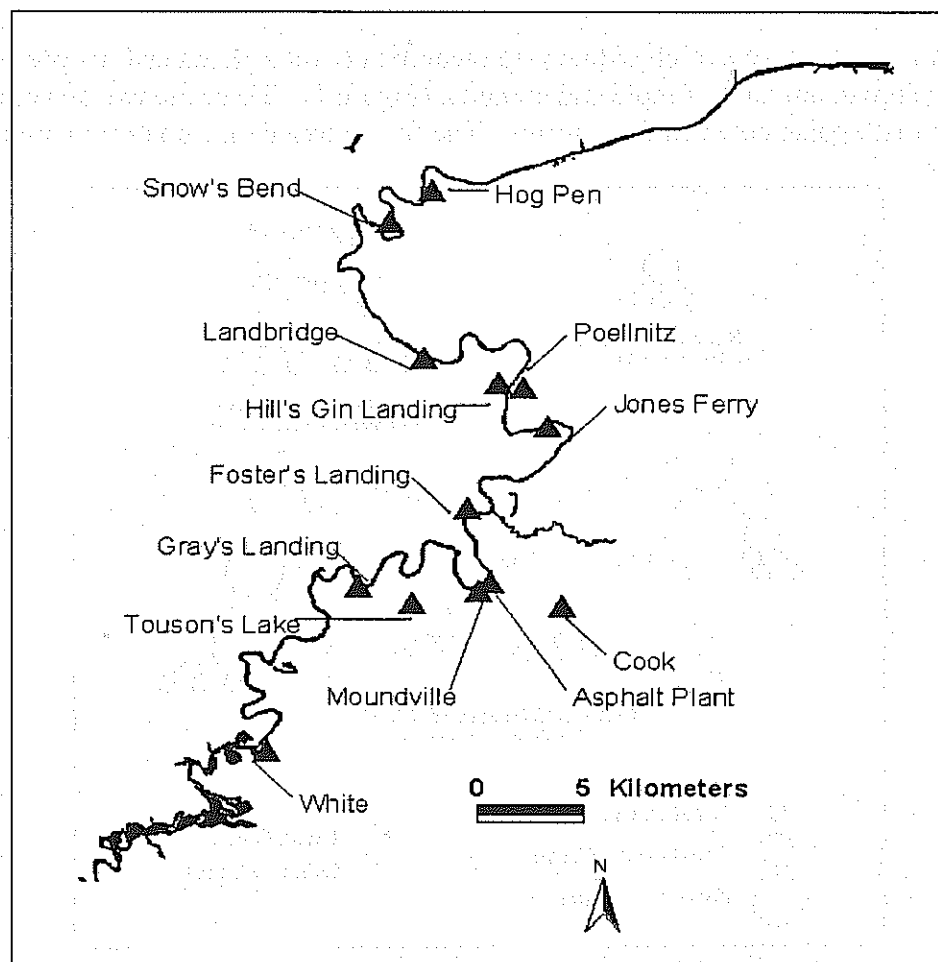 Snow's Bend
Hog Pen
Landbridge
Poellnitz
Hill's Gin Landing
Jones Ferry
Foster's Landing
Gray's Landing
Touson's Lake
Cook
Moundville
Asphalt Plant
0 5 Kilometers
White
N